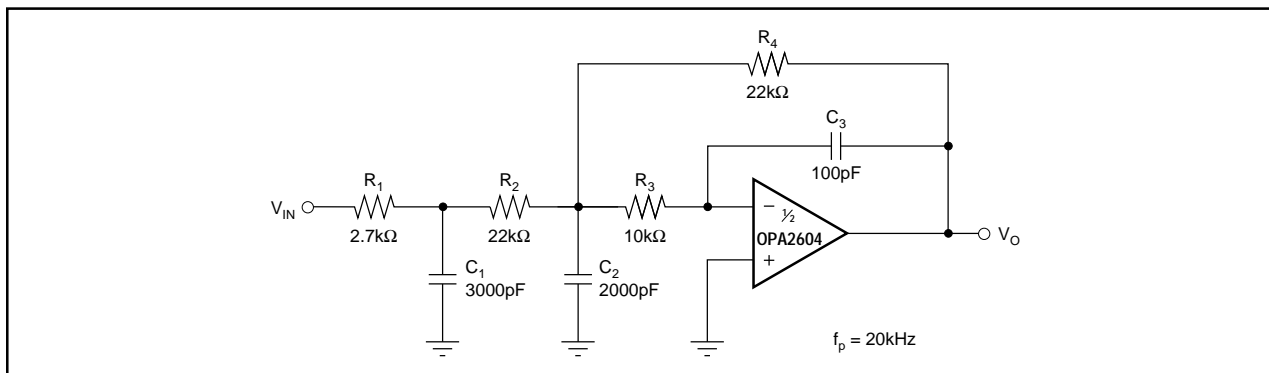 R4
22kΩ
C3
100pF
R1
2.7kΩ
R2
22kΩ
R3
10kΩ
VIN
C1
3000pF
C2
2000pF
–
+
½
OPA2604
VO
fp = 20kHz